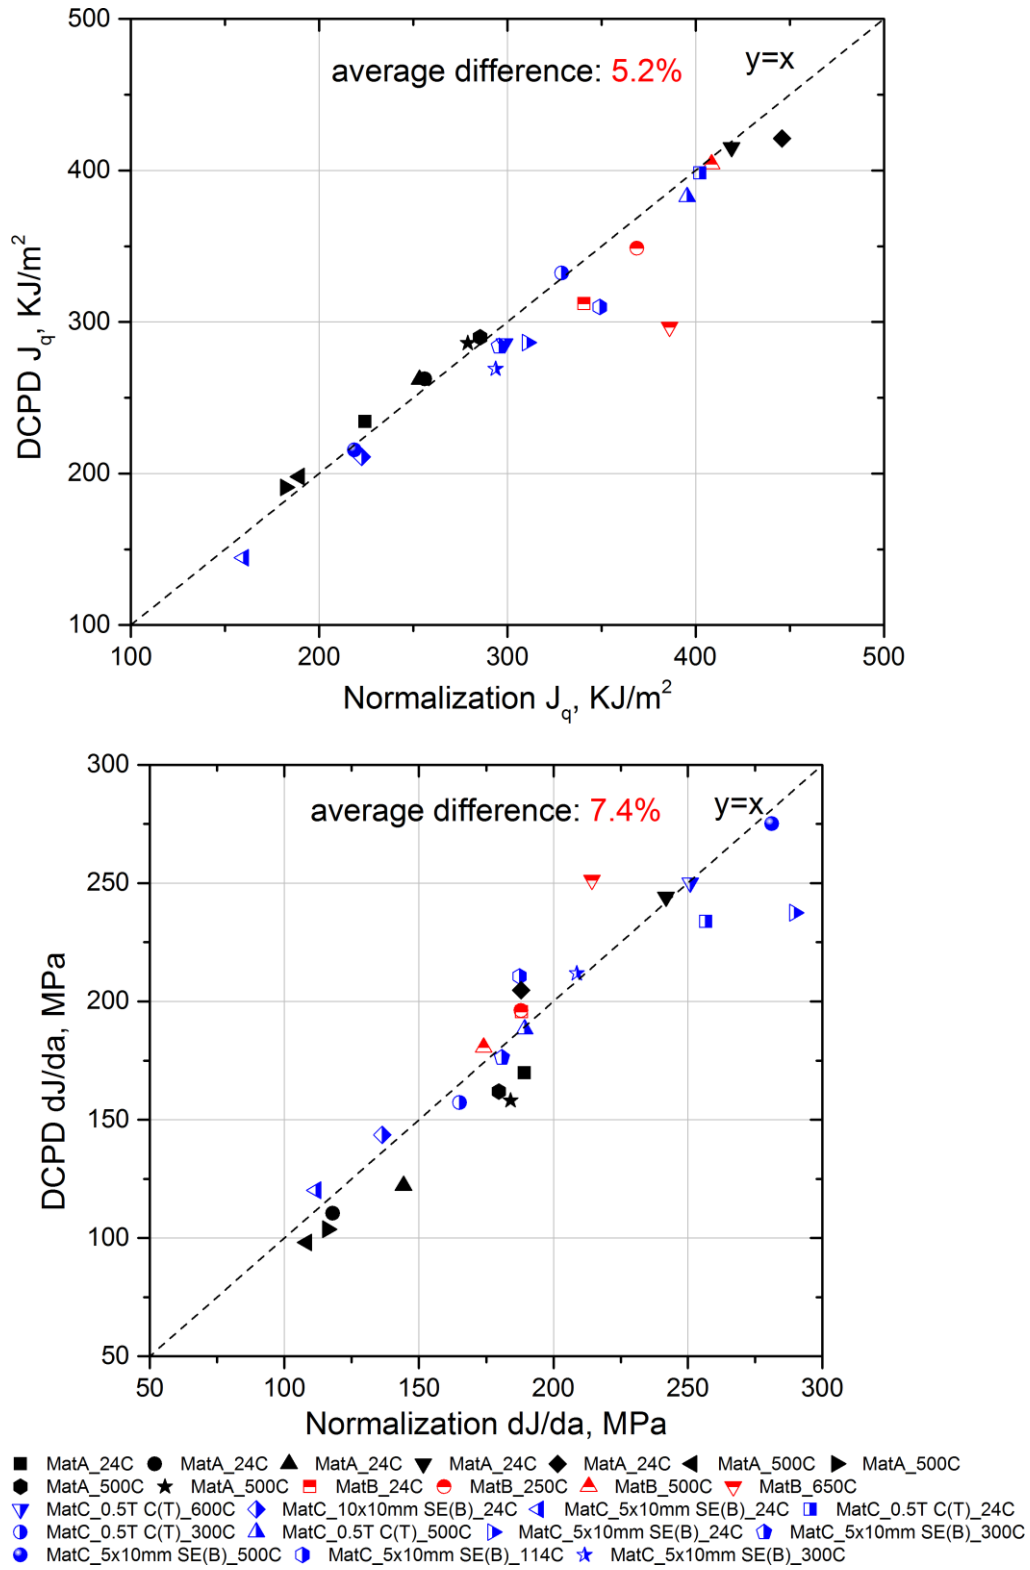 500
400
300
200
100
100
200
300
400
500
average difference: 5.2%
y=x
DCPD Jq, KJ/m²
Normalization Jq, KJ/m²
300
250
200
150
100
50
50
100
150
200
250
300
average difference: 7.4%
y=x
DCPD dJ/da, MPa
Normalization dJ/da, MPa
MatA_24C MatA_24C MatA_24C MatA_24C MatA_24C MatA_500C MatA_500C
MatA_500C MatA_500C MatB_24C MatB_250C MatB_500C MatB_650C
MatC_0.5T C(T)_600C MatC_10x10mm SE(B)_24C MatC_5x10mm SE(B)_24C MatC_0.5T C(T)_24C
MatC_0.5T C(T)_300C MatC_0.5T C(T)_500C MatC_5x10mm SE(B)_24C MatC_5x10mm SE(B)_300C
MatC_5x10mm SE(B)_500C MatC_5x10mm SE(B)_114C MatC_5x10mm SE(B)_300C